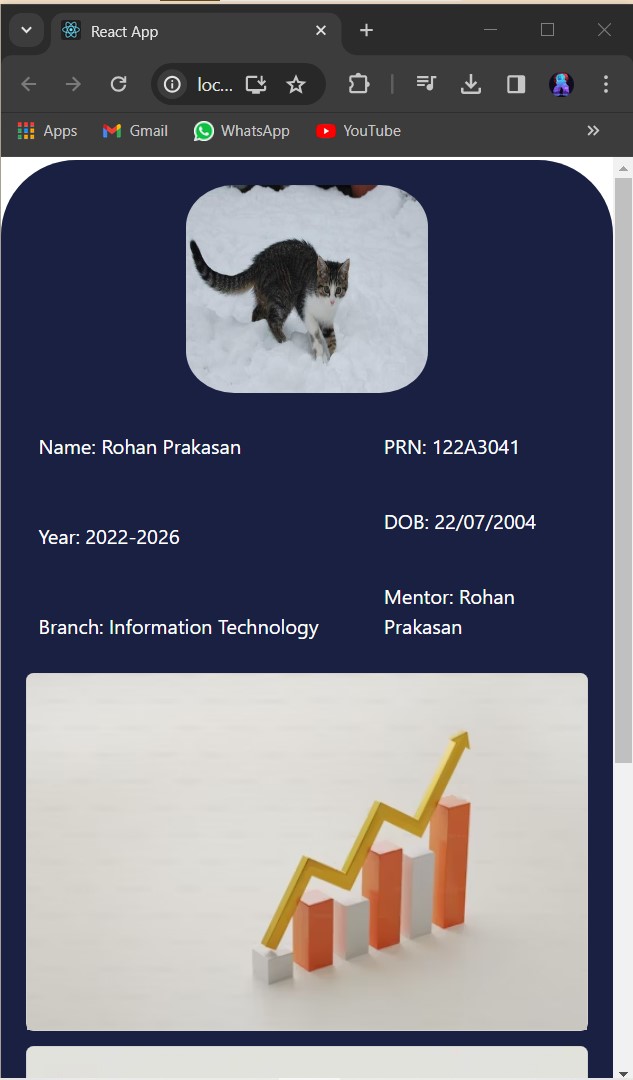 React App
loc...
Apps
Gmail
WhatsApp
YouTube
Name: Rohan Prakasan
PRN: 122A3041
Year: 2022-2026
DOB: 22/07/2004
Branch: Information Technology
Mentor: Rohan
Prakasan